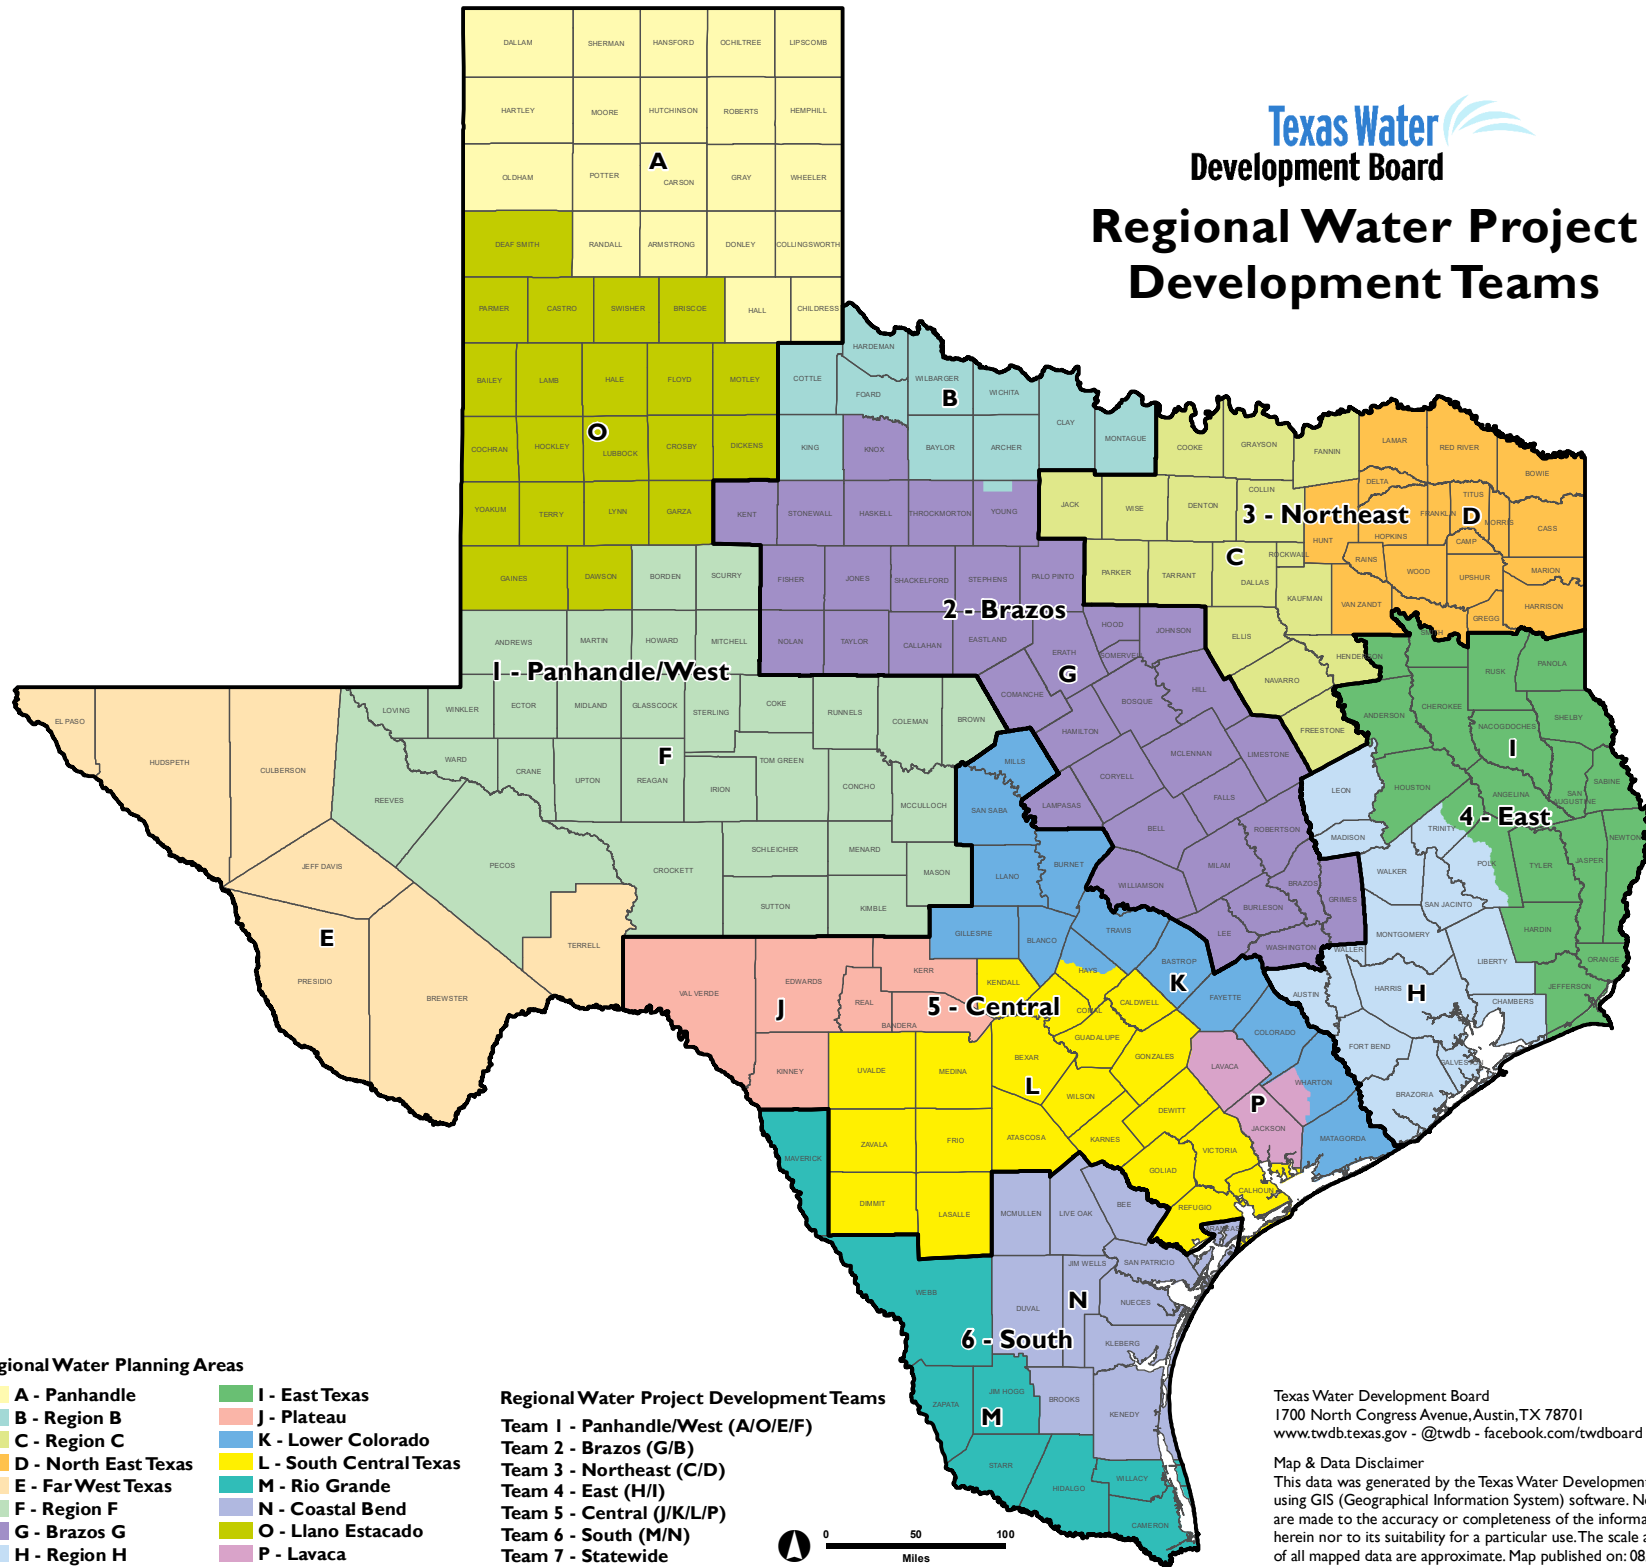 Texas Water
Development Board
Regional Water Project
Development Teams
DALLAM SHERMAN HANSFORD OCHILTREE LIPSCOMB
HARTLEY MOORE HUTCHINSON ROBERTS HEMPHILL
A
OLDHAM POTTER CARSON GRAY WHEELER
DEAF SMITH RANDALL ARMSTRONG DONLEY COLLINGSWORTH
PARMER CASTRO SWISHER BRISCOE HALL CHILDRESS
HARDEMAN
BAILEY LAMB HALE FLOYD MOTLEY COTTLE FOARD WILBARGER WICHITA
B
CLAY MONTAGUE COOKE GRAYSON FANNIN LAMAR RED RIVER BOWIE
O
COCHRAN HOCKLEY LUBBOCK CROSBY DICKENS KING KNOX BAYLOR ARCHER
YOAKUM TERRY LYNN GARZA KENT STONEWALL HASKELL THROCKMORTON YOUNG JACK WISE DENTON COLLIN
DELTA TITUS FRANKLIN MORRIS CASS
3 - Northeast
D
HUNT HOPKINS CAMP
C
GAINES DAWSON BORDEN SCURRY FISHER JONES SHACKELFORD STEPHENS PALO PINTO PARKER TARRANT DALLAS ROCKWALL RAINS WOOD UPSHUR MARION
KAUFMAN VAN ZANDT HARRISON GREGG SMITH
2 - Brazos
ANDREWS MARTIN HOWARD MITCHELL NOLAN TAYLOR CALLAHAN EASTLAND ERATH HOOD JOHNSON SOMERVELL ELLIS HENDERSON RUSK PANOLA
1 - Panhandle/West
G
EL PASO HUDSPETH CULBERSON LOVING WINKLER ECTOR MIDLAND GLASSCOCK STERLING COKE RUNNELS COLEMAN BROWN COMANCHE BOSQUE HILL NAVARRO ANDERSON CHEROKEE NACOGDOCHES SHELBY
F
HAMILTON FREESTONE
I
WARD CRANE UPTON REAGAN IRION TOM GREEN CONCHO MCCULLOCH MILLS CORYELL MCLENNAN LIMESTONE LEON HOUSTON ANGELINA SAN AUGUSTINE SABINE
REEVES SAN SABA LAMPASAS FALLS
4 - East
BELL ROBERTSON MADISON TRINITY POLK TYLER JASPER NEWTON
JEFF DAVIS PECOS CROCKETT SCHLEICHER MENARD MASON LLANO BURNET WILLIAMSON MILAM BRAZOS GRIMES WALKER
SUTTON KIMBLE BURLESON SAN JACINTO
E
TERRELL GILLESPIE BLANCO TRAVIS LEE WASHINGTON WALLER MONTGOMERY LIBERTY HARDIN ORANGE
PRESIDIO BREWSTER VAL VERDE EDWARDS KERR KENDALL HAYS BASTROP
K
FAYETTE AUSTIN HARRIS
H
CHAMBERS JEFFERSON
J
REAL BANDERA
5 - Central
COMAL CALDWELL COLORADO FORT BEND GALVESTON
KINNEY UVALDE MEDINA BEXAR GUADALUPE GONZALES LAVACA WHARTON BRAZORIA
L
WILSON DEWITT
P
JACKSON MATAGORDA
MAVERICK ZAVALA FRIO ATASCOSA KARNES VICTORIA
GOLIAD CALHOUN
DIMMIT LASALLE MCMULLEN LIVE OAK BEE REFUGIO ARANSAS
WEBB DUVAL JIM WELLS SAN PATRICIO
N
NUECES
6 - South
KLEBERG
ZAPATA JIM HOGG BROOKS KENEDY
M
STARR HIDALGO WILLACY
CAMERON
gional Water Planning Areas
A - Panhandle
B - Region B
C - Region C
D - North East Texas
E - Far West Texas
F - Region F
G - Brazos G
H - Region H
I - East Texas
J - Plateau
K - Lower Colorado
L - South Central Texas
M - Rio Grande
N - Coastal Bend
O - Llano Estacado
P - Lavaca
Regional Water Project Development Teams
Team 1 - Panhandle/West (A/O/E/F)
Team 2 - Brazos (G/B)
Team 3 - Northeast (C/D)
Team 4 - East (H/I)
Team 5 - Central (J/K/L/P)
Team 6 - South (M/N)
Team 7 - Statewide
0 50 100
Miles
Texas Water Development Board
1700 North Congress Avenue, Austin, TX 78701
www.twdb.texas.gov - @twdb - facebook.com/twdboard
Map & Data Disclaimer
This data was generated by the Texas Water Developmen
using GIS (Geographical Information System) software. N
are made to the accuracy or completeness of the informa
herein nor to its suitability for a particular use. The scale
of all mapped data are approximate. Map published on: 08